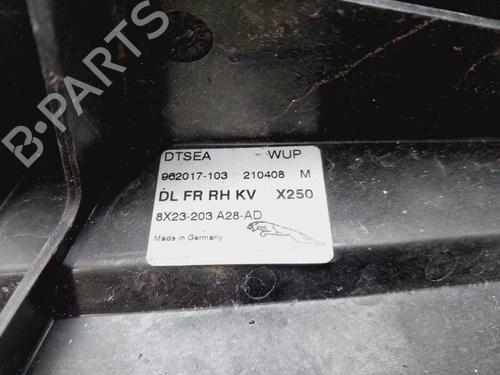 B-PARTS
DTSEA WUP
962017-103 210408 M
DL FR RH KV X250
8X23-203 A28-AD
Made in Germany